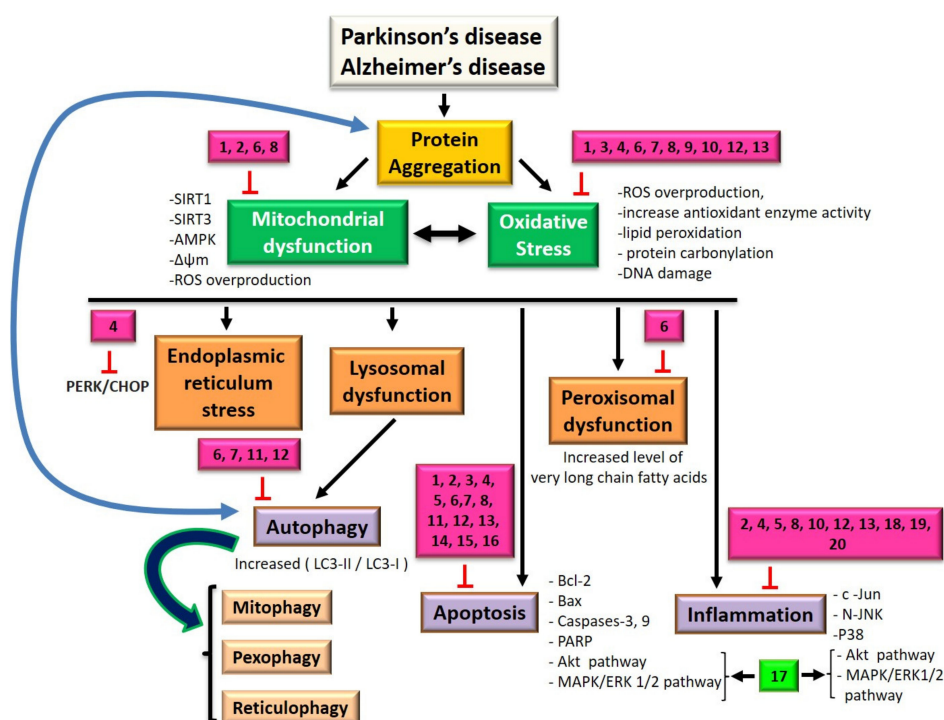 Parkinson's disease
Alzheimer's disease
Protein
Aggregation
1, 2, 6, 8
1, 3, 4, 6, 7, 8, 9, 10, 12, 13
-SIRT1
-SIRT3
-AMPK
-Δψm
-ROS overproduction
Mitochondrial
dysfunction
Oxidative
Stress
-ROS overproduction,
-increase antioxidant enzyme activity
-lipid peroxidation
- protein carbonylation
-DNA damage
4
PERK/CHOP
Endoplasmic
reticulum
stress
Lysosomal
dysfunction
6
Peroxisomal
dysfunction
Increased level of
very long chain fatty acids
6, 7, 11, 12
Autophagy
Increased ( LC3-II / LC3-I )
1, 2, 3, 4,
5, 6,7, 8,
11, 12, 13,
14, 15, 16
Apoptosis
- Bcl-2
- Bax
- Caspases-3, 9
- PARP
- Akt pathway
- MAPK/ERK 1/2 pathway
2, 4, 5, 8, 10, 12, 13, 18, 19,
20
Inflammation
- c -Jun
- N-JNK
-P38
- Akt pathway
- MAPK/ERK1/2
pathway
17
Mitophagy
Pexophagy
Reticulophagy